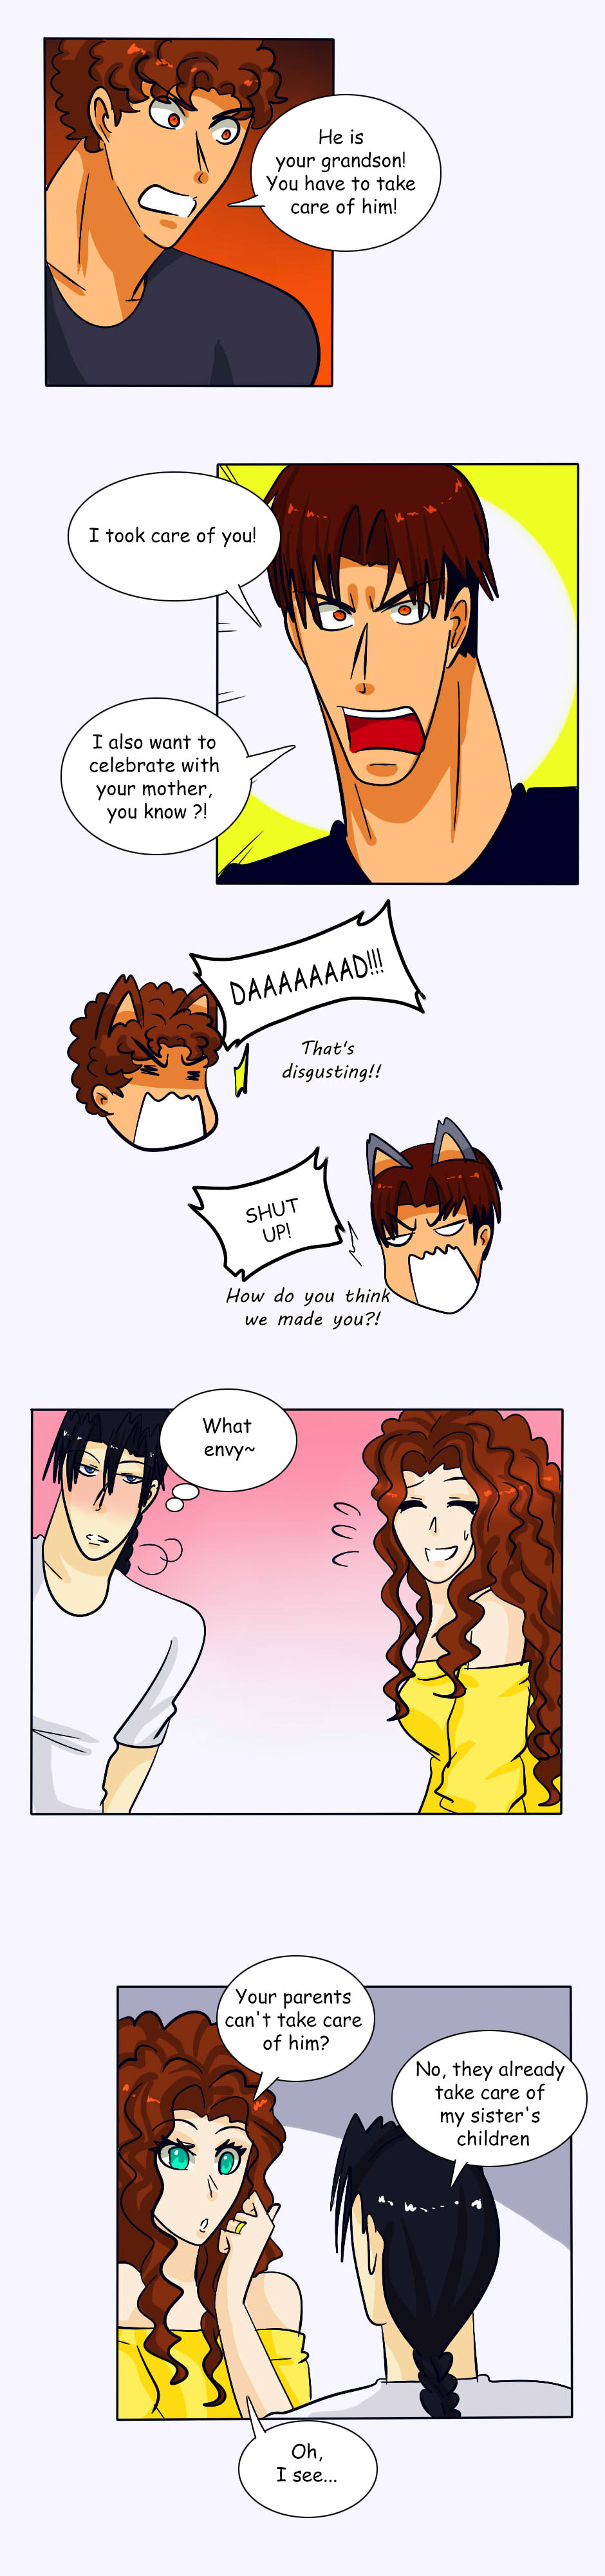 He is
your grandson!
You have to take
care of him!
I took care of you!
I also want to
celebrate with
your mother,
you know ?!
DAAAAAAAD!!!
That's
disgusting!!
SHUT
UP!
How do you think
we made you?!
What
envy~
Your parents
can't take care
of him?
No, they already
take care of
my sister's
children
Oh,
I see...